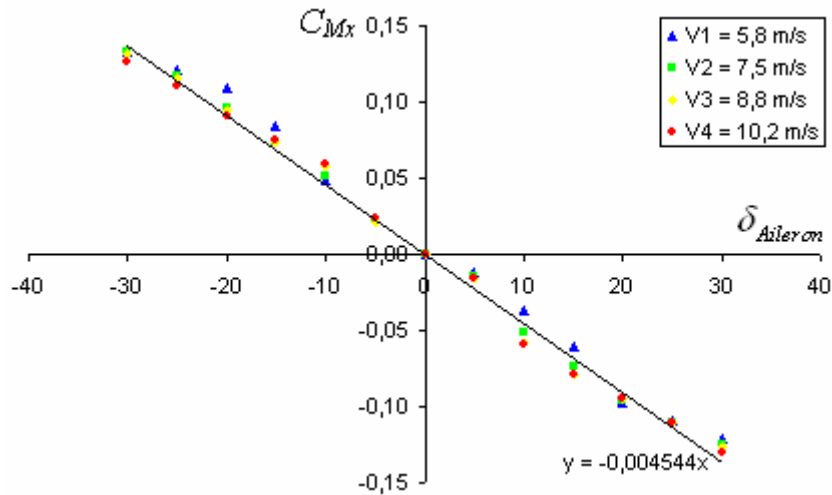 C_Mx
0,15
V1 = 5,8 m/s
V2 = 7,5 m/s
V3 = 8,8 m/s
V4 = 10,2 m/s
0,10
0,05
δ_Aileron
0,00
-40 -30 -20 -10 0 10 20 30 40
-0,05
-0,10
y = -0,004544x
-0,15